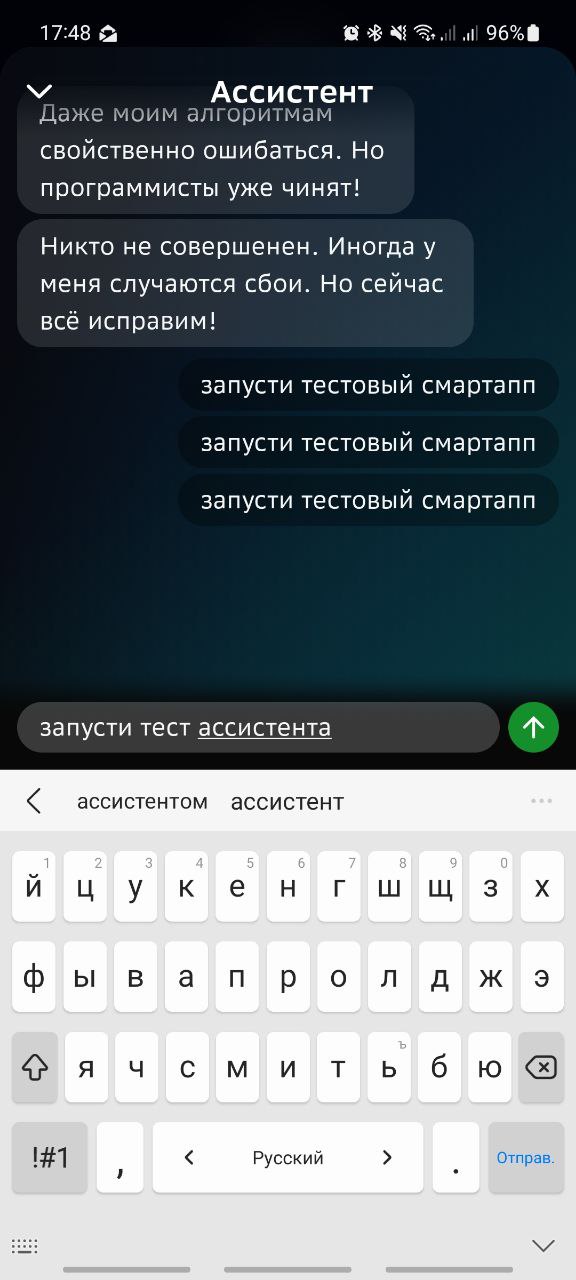 17:48
96%
Ассистент
Даже моим алгоритмам
свойственно ошибаться. Но
программисты уже чинят!
Никто не совершенен. Иногда у
меня случаются сбои. Но сейчас
всё исправим!
запусти тестовый смартапп
запусти тестовый смартапп
запусти тестовый смартапп
запусти тест ассистента
ассистентом ассистент
1 2 3 4 5 6 7 8 9 0
й ц у к е н г ш щ з х
ф ы в а п р о л д ж э
ъ
я ч с м и т ь б ю
!#1 , < Русский > . Отправ.